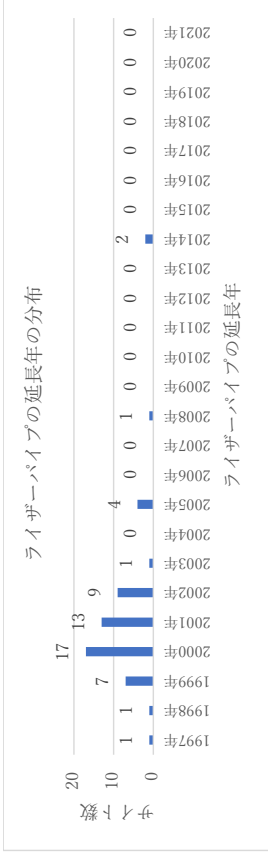 ライザーパイプの延長年の分布
サイト数
20
10
0
1
1
7
17
13
9
1
0
4
0
0
1
0
0
0
0
0
2
0
0
0
0
0
0
0
1997年
1998年
1999年
2000年
2001年
2002年
2003年
2004年
2005年
2006年
2007年
2008年
2009年
2010年
2011年
2012年
2013年
2014年
2015年
2016年
2017年
2018年
2019年
2020年
2021年
ライザーパイプの延長年